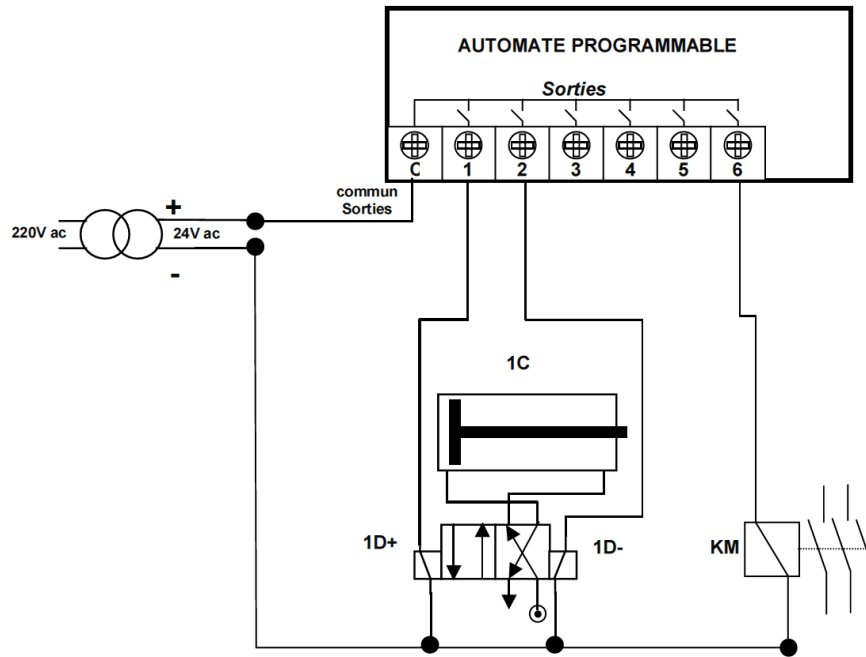 AUTOMATE PROGRAMMABLE
Sorties
C 1 2 3 4 5 6
commun
Sorties
+
220V ac
24V ac
-
1C
1D+
1D-
KM